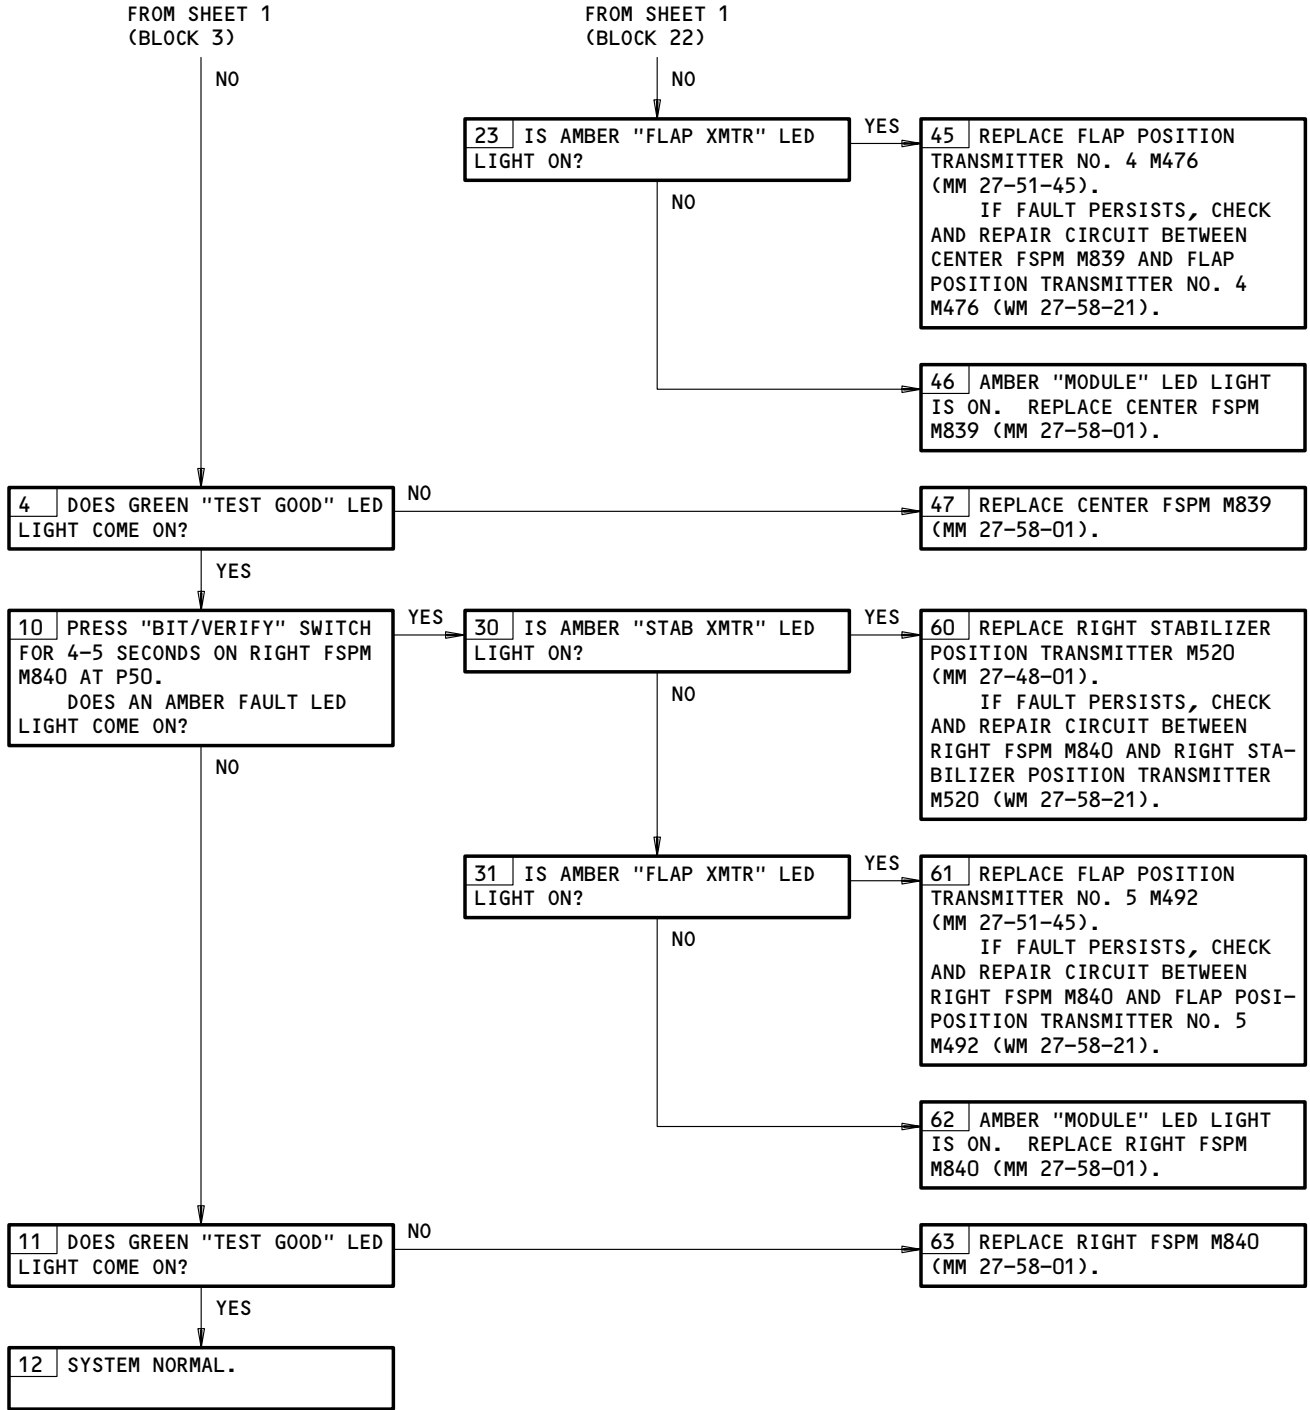 FROM SHEET 1
(BLOCK 3)
NO
FROM SHEET 1
(BLOCK 22)
NO
23 IS AMBER "FLAP XMTR" LED
LIGHT ON?
YES
NO
45 REPLACE FLAP POSITION
TRANSMITTER NO. 4 M476
(MM 27-51-45).
IF FAULT PERSISTS, CHECK
AND REPAIR CIRCUIT BETWEEN
CENTER FSPM M839 AND FLAP
POSITION TRANSMITTER NO. 4
M476 (WM 27-58-21).
46 AMBER "MODULE" LED LIGHT
IS ON. REPLACE CENTER FSPM
M839 (MM 27-58-01).
4 DOES GREEN "TEST GOOD" LED
LIGHT COME ON?
NO
YES
47 REPLACE CENTER FSPM M839
(MM 27-58-01).
10 PRESS "BIT/VERIFY" SWITCH
FOR 4-5 SECONDS ON RIGHT FSPM
M840 AT P50.
DOES AN AMBER FAULT LED
LIGHT COME ON?
YES
NO
30 IS AMBER "STAB XMTR" LED
LIGHT ON?
YES
NO
60 REPLACE RIGHT STABILIZER
POSITION TRANSMITTER M520
(MM 27-48-01).
IF FAULT PERSISTS, CHECK
AND REPAIR CIRCUIT BETWEEN
RIGHT FSPM M840 AND RIGHT STA-
BILIZER POSITION TRANSMITTER
M520 (WM 27-58-21).
31 IS AMBER "FLAP XMTR" LED
LIGHT ON?
YES
NO
61 REPLACE FLAP POSITION
TRANSMITTER NO. 5 M492
(MM 27-51-45).
IF FAULT PERSISTS, CHECK
AND REPAIR CIRCUIT BETWEEN
RIGHT FSPM M840 AND FLAP POSI-
POSITION TRANSMITTER NO. 5
M492 (WM 27-58-21).
62 AMBER "MODULE" LED LIGHT
IS ON. REPLACE RIGHT FSPM
M840 (MM 27-58-01).
11 DOES GREEN "TEST GOOD" LED
LIGHT COME ON?
NO
YES
63 REPLACE RIGHT FSPM M840
(MM 27-58-01).
12 SYSTEM NORMAL.